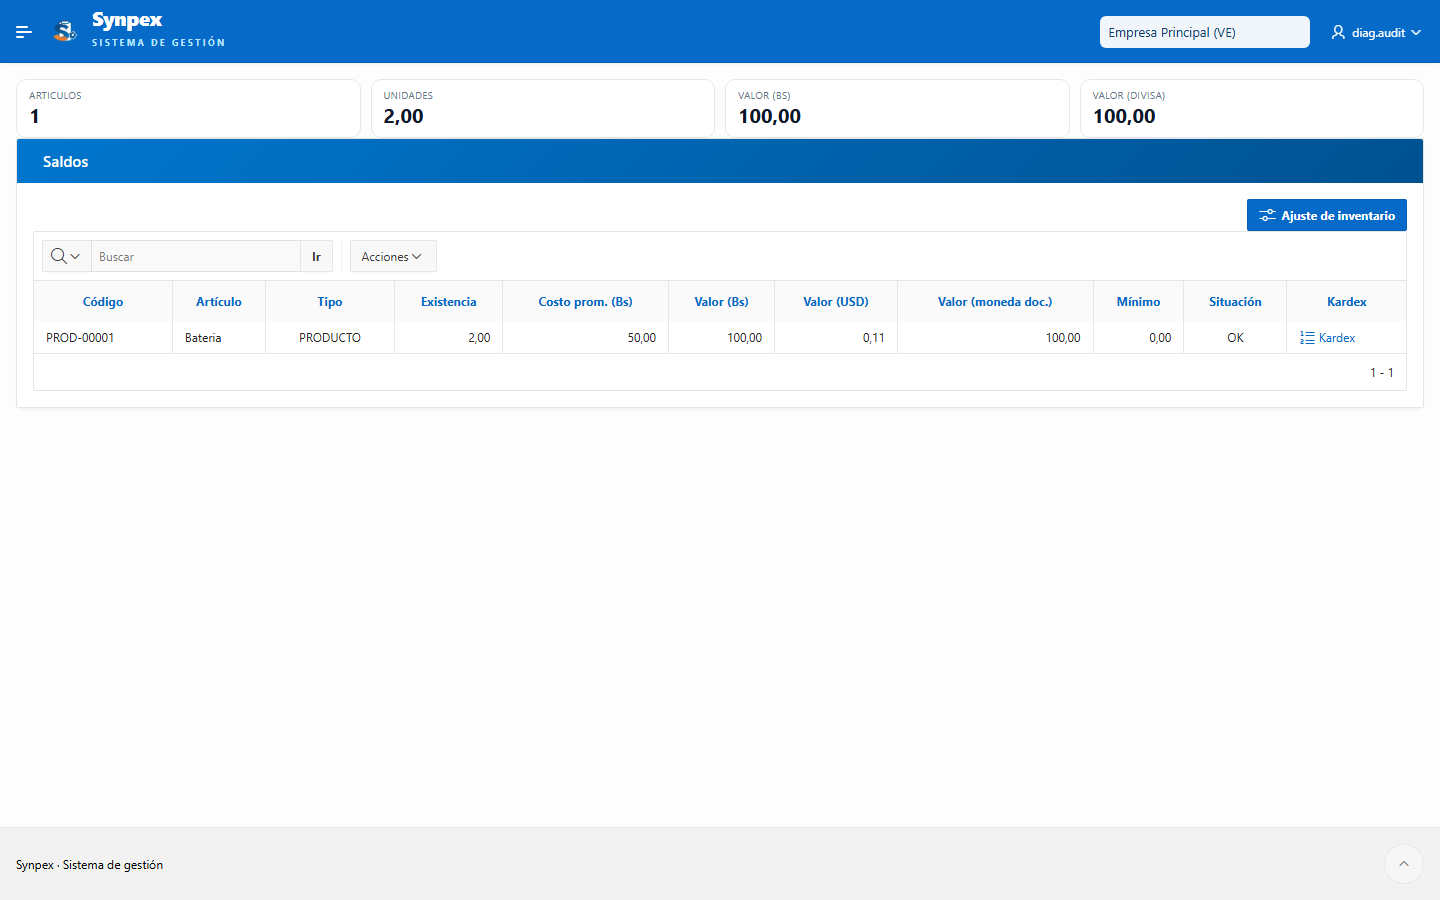 Synpex
SISTEMA DE GESTIÓN
Empresa Principal (VE)
diag.audit
ARTICULOS
1
UNIDADES
2,00
VALOR (BS)
100,00
VALOR (DIVISA)
100,00
Saldos
Ajuste de inventario
Buscar
Ir
Acciones
Código Artículo Tipo Existencia Costo prom. (Bs) Valor (Bs) Valor (USD) Valor (moneda doc.) Mínimo Situación Kardex
PROD-00001 Bateria PRODUCTO 2,00 50,00 100,00 0,11 100,00 0,00 OK Kardex
1 - 1
Synpex · Sistema de gestión